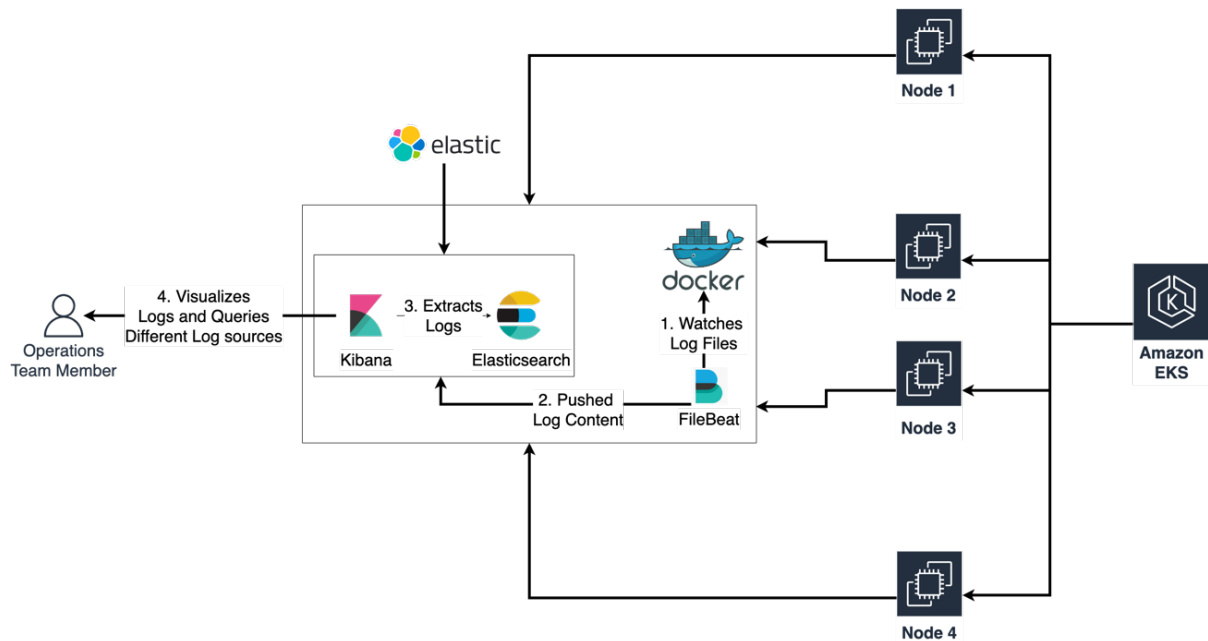 Node 1
elastic
docker
Node 2
4. Visualizes
Logs and Queries
Different Log sources
3. Extracts
Logs
1. Watches
Log Files
Operations
Team Member
Kibana
Elasticsearch
Amazon
EKS
2. Pushed
Log Content
FileBeat
Node 3
Node 4
K